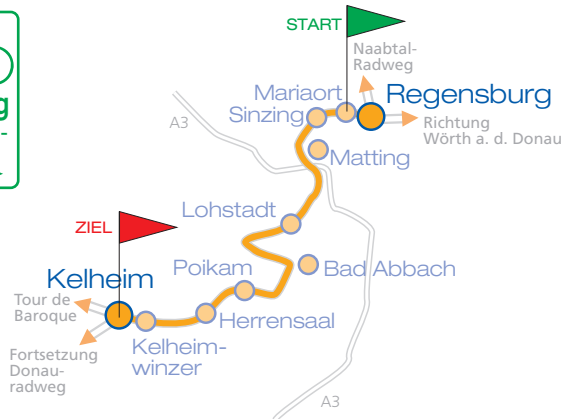 g
-
START
Naabtal-
Radweg
Mariaort
Regensburg
Sinzing
A3
Richtung
Wörth a. d. Donau
Matting
Lohstadt
ZIEL
Poikam
Bad Abbach
Kelheim
Tour de
Baroque
Herrensaal
Kelheim-
winzer
Fortsetzung
Donau-
radweg
A3